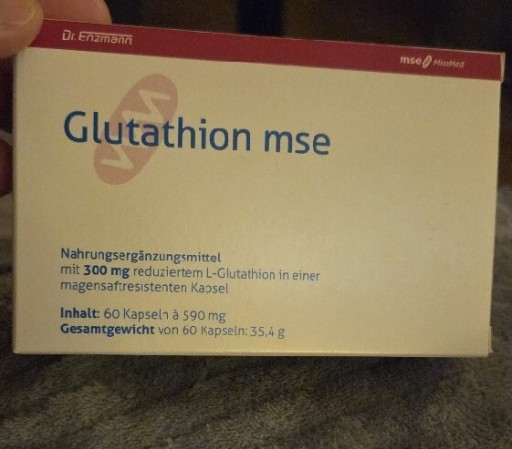 Dr. Enzmann
mse MitoMed
Glutathion mse
Nahrungsergänzungsmittel
mit 300 mg reduziertem L-Glutathion in einer
magensaftresistenten Kapsel
Inhalt: 60 Kapseln à 590 mg
Gesamtgewicht von 60 Kapseln: 35,4 g